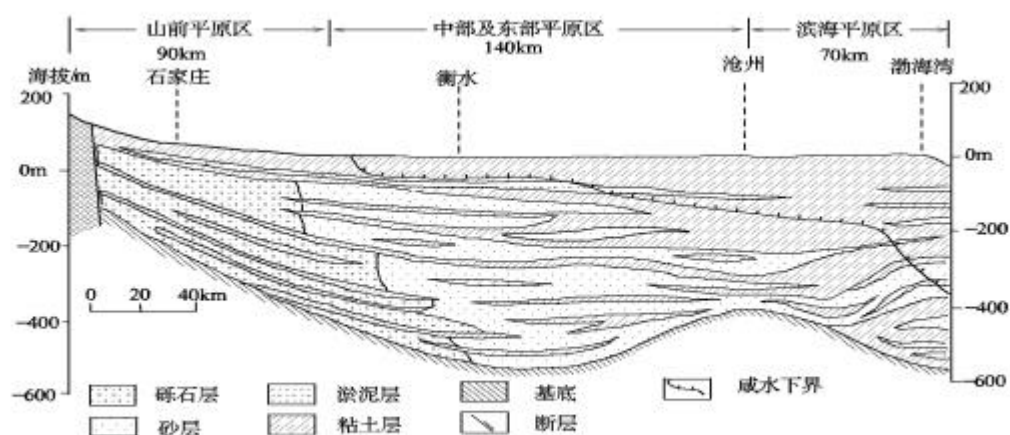 山前平原区 中部及东部平原区 滨海平原区
90km 140km 70km
海拔/m 石家庄 衡水 沧州 渤海湾
200 200
0m 0m
-200 -200
0 20 40km
-400 -400
-600 -600
砾石层 淤泥层 基底 咸水下界
砂层 粘土层 断层